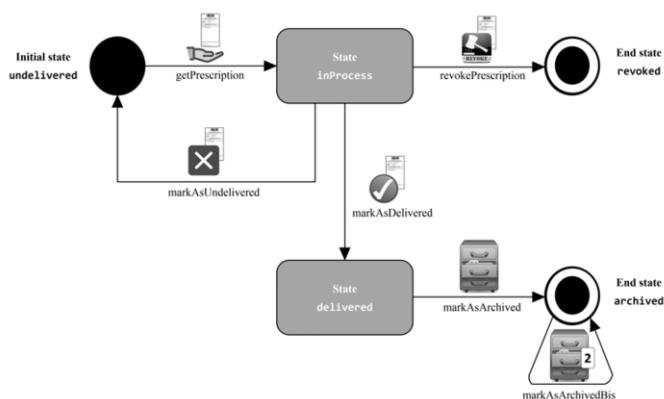 Initial state
undelivered
getPrescription
State
inProcess
REVOKE
revokePrescription
End state
revoked
markAsUndelivered
markAsDelivered
State
delivered
markAsArchived
End state
archived
2
markAsArchivedBis